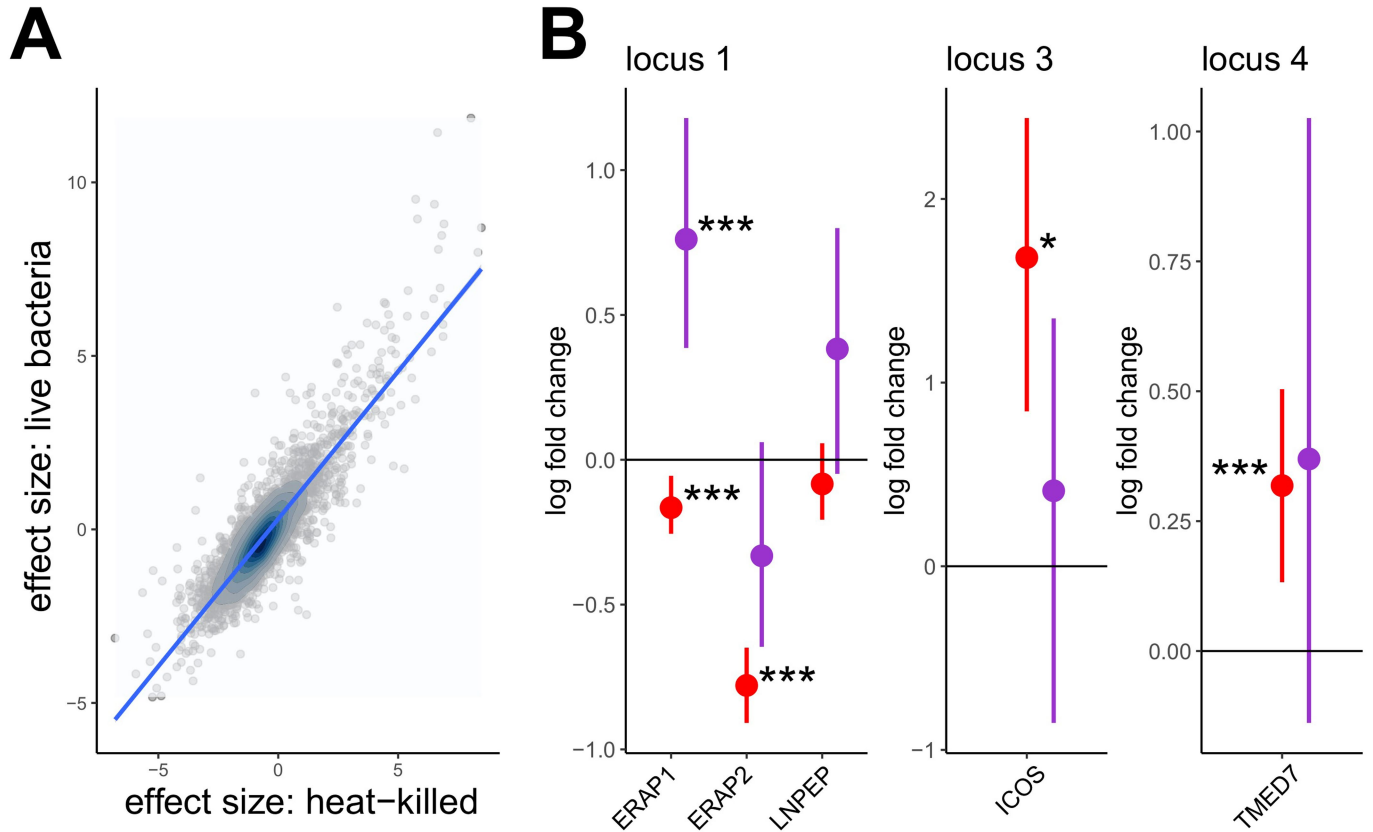 A
effect size: live bacteria
10
5
0
−5
−5
0
5
effect size: heat−killed
B
locus 1
log fold change
1.0
0.5
0.0
−0.5
−1.0
***
***
***
ERAP1
ERAP2
LNPEP
locus 3
log fold change
2
1
0
−1
*
ICOS
locus 4
log fold change
1.00
0.75
0.50
0.25
0.00
***
TMED7